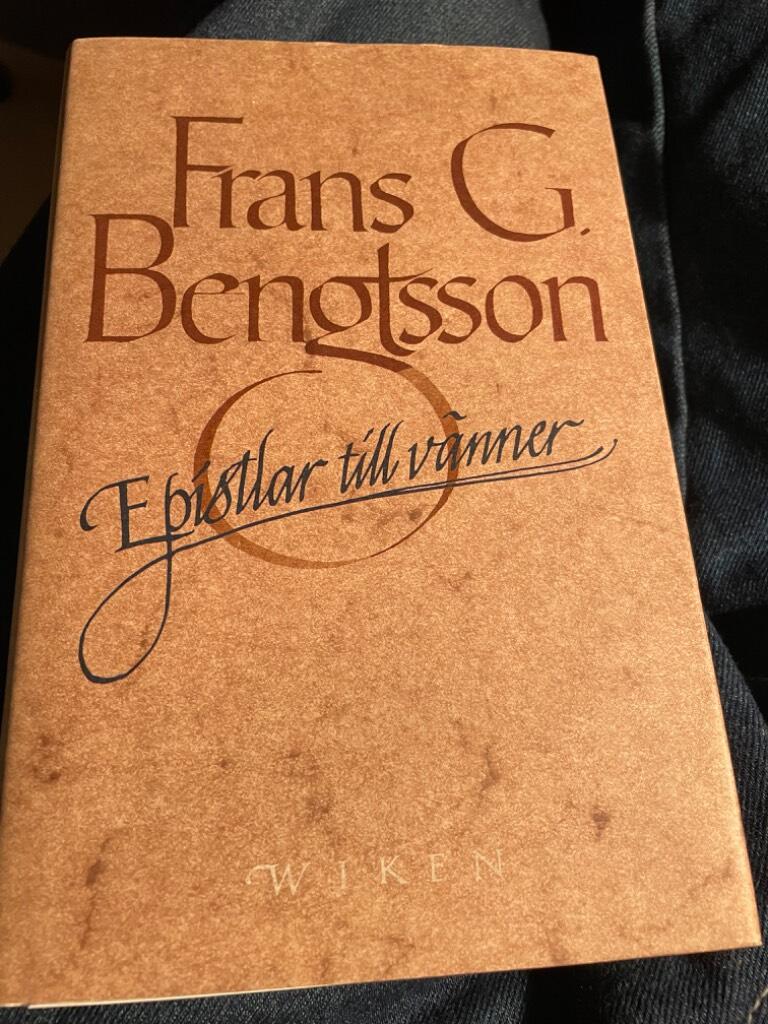 Frans G.
Bengtsson
Epistlar till vänner
WIKEN